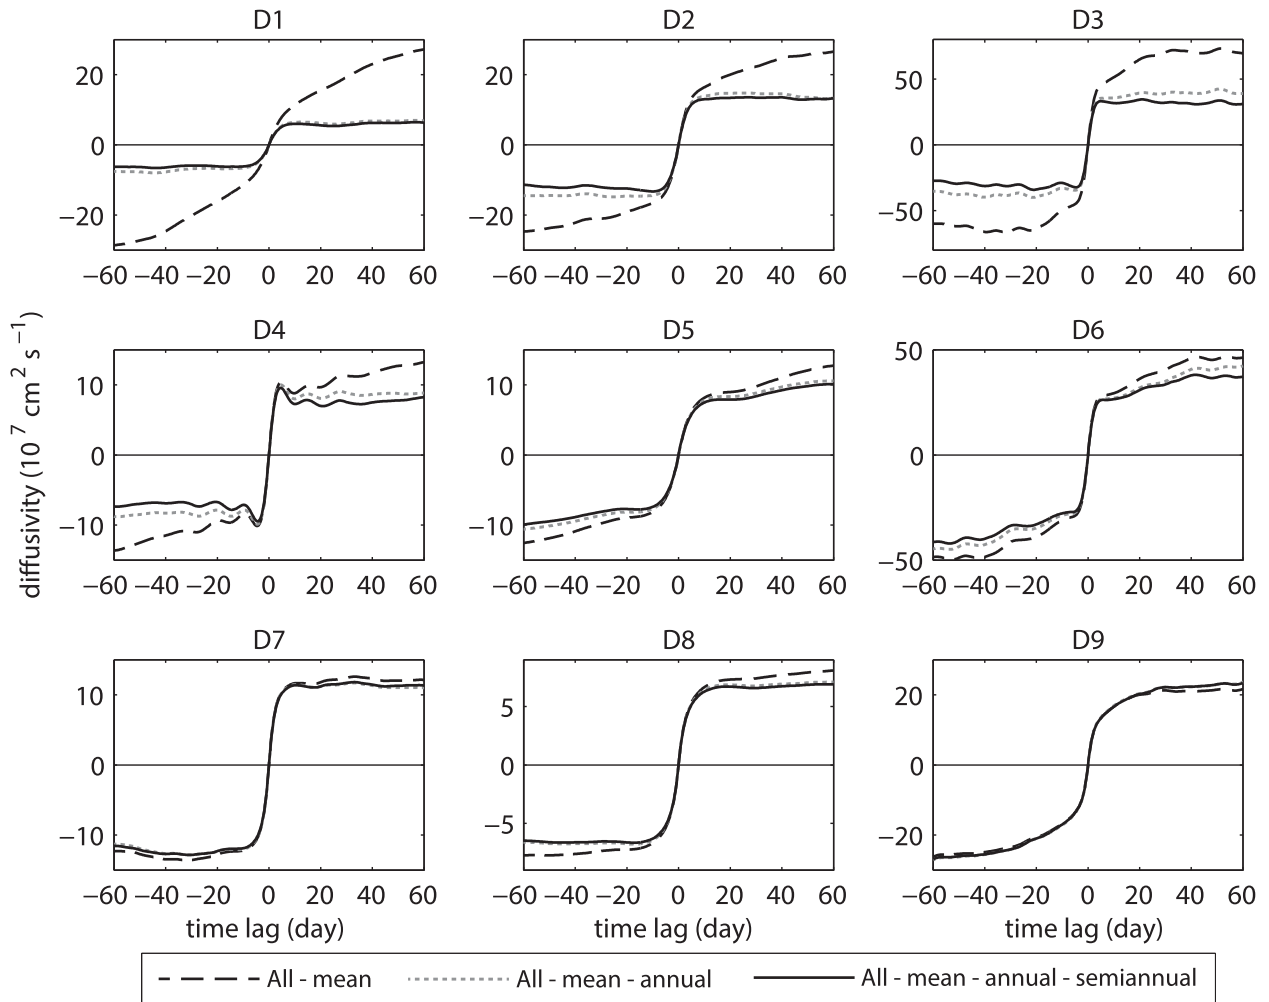 D1 D2 D3
20 20 50
0 0 0
−20 −20 −50
−60 −40 −20 0 20 40 60 −60 −40 −20 0 20 40 60 −60 −40 −20 0 20 40 60
D4 D5 D6
10 10 50
0 0 0
−10 −10 −50
−60 −40 −20 0 20 40 60 −60 −40 −20 0 20 40 60 −60 −40 −20 0 20 40 60
diffusivity (10⁷ cm² s⁻¹)
D7 D8 D9
10 5 20
0 0 0
−10 −5 −20
−60 −40 −20 0 20 40 60 −60 −40 −20 0 20 40 60 −60 −40 −20 0 20 40 60
time lag (day) time lag (day) time lag (day)
All - mean All - mean - annual All - mean - annual - semiannual